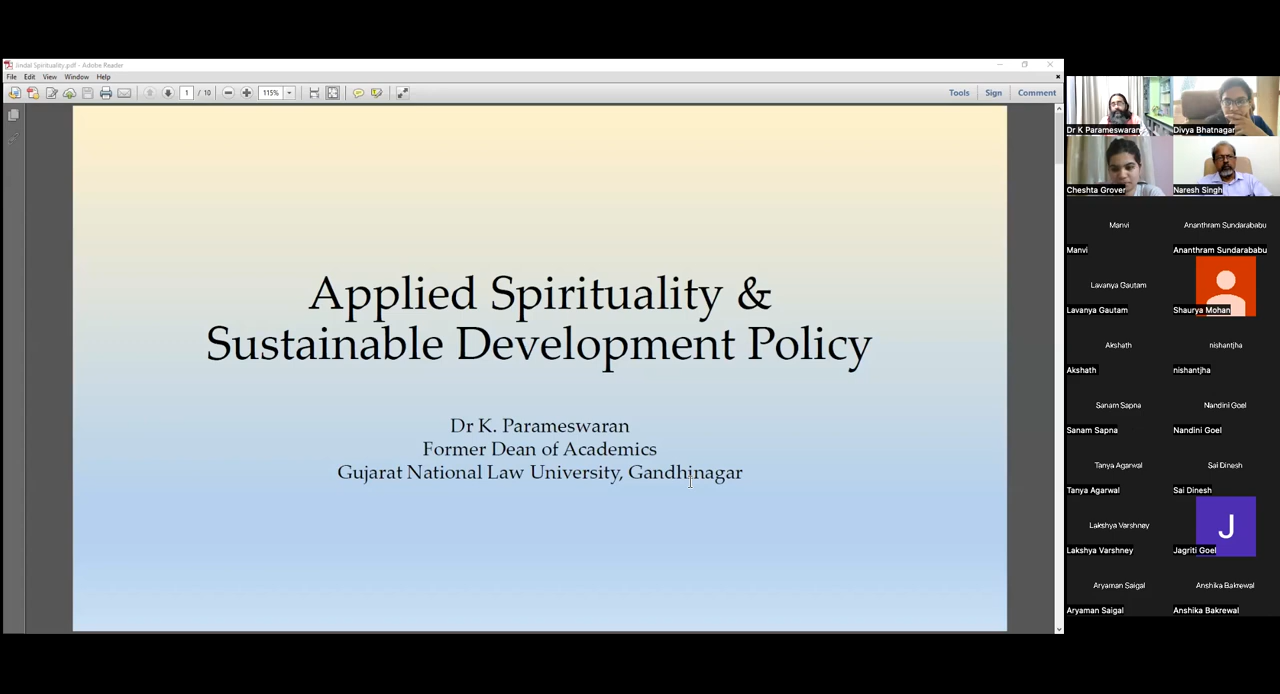 Jindal Spirituality.pdf - Adobe Reader
File Edit View Window Help
1 / 10 115% Tools Sign Comment
Applied Spirituality &
Sustainable Development Policy
Dr K. Parameswaran
Former Dean of Academics
Gujarat National Law University, Gandhinagar
Dr K Parameswaran
Divya Bhatnagar
Cheshta Grover
Naresh Singh
Manvi
Manvi
Ananthram Sundarababu
Ananthram Sundarababu
Lavanya Gautam
Lavanya Gautam
Shaurya Mohan
Akshath
Akshath
nishantjha
nishantjha
Sanam Sapna
Sanam Sapna
Nandini Goel
Nandini Goel
Tanya Agarwal
Tanya Agarwal
Sai Dinesh
Sai Dinesh
Lakshya Varshney
Lakshya Varshney
J
Jagriti Goel
Aryaman Saigal
Aryaman Saigal
Anshika Bakrewal
Anshika Bakrewal